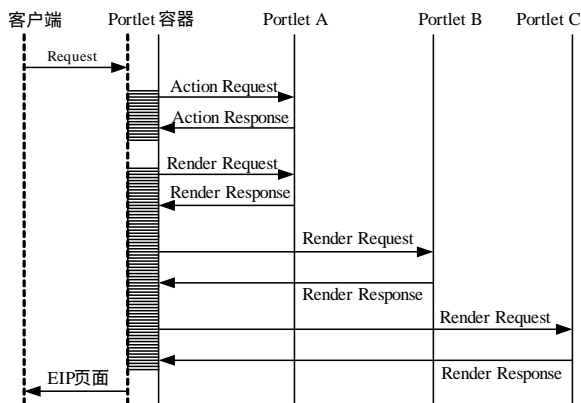 客户端 Portlet 容器 Portlet A Portlet B Portlet C
Request
Action Request
Action Response
Render Request
Render Response
Render Request
Render Response
Render Request
Render Response
EIP页面